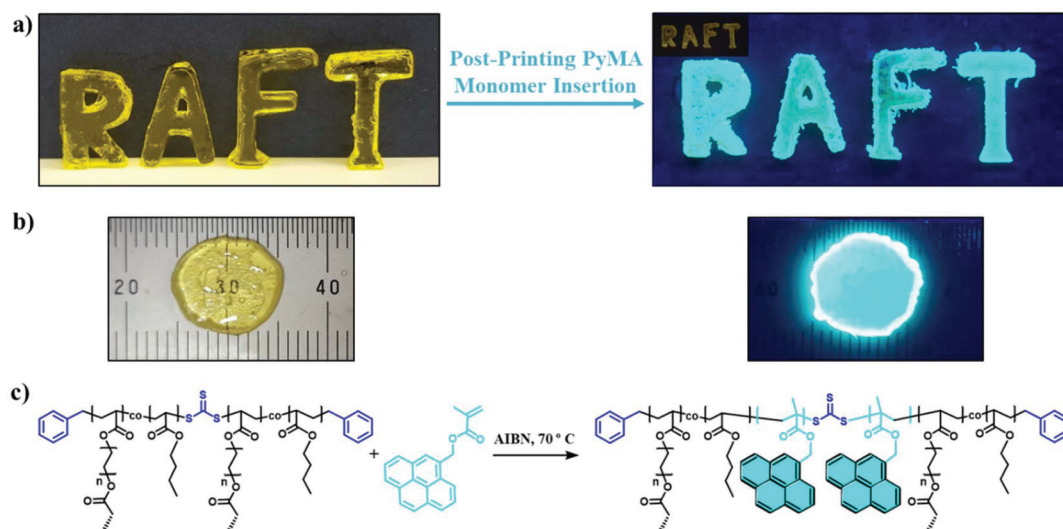 a)
RAFT
Post-Printing PyMA
Monomer Insertion
RAFT
RAFT
b)
20 30 40
40
c)
S
co S S co co
O O O O O O O O
n n
O O O O
+
O O
AIBN, 70 ° C
S
co S S co
O O O O O O O O O O O O
n n
O O O O